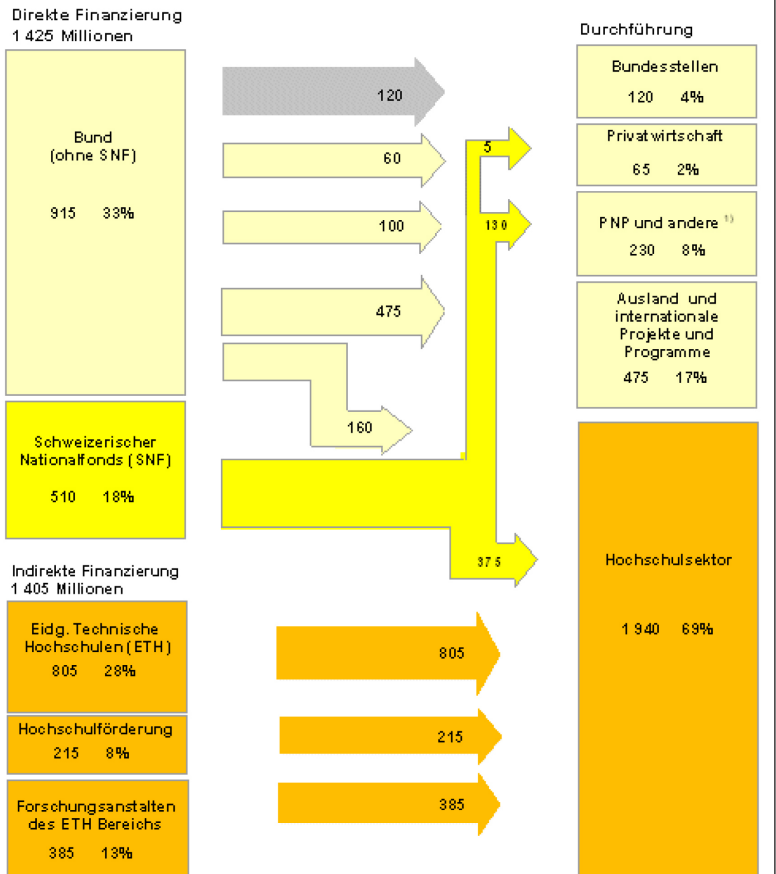 Direkte Finanzierung
1 425 Millionen
Bund
(ohne SNF)
915 33%
Schweizerischer
Nationalfonds (SNF)
510 18%
Indirekte Finanzierung
1 405 Millionen
Eidg. Technische
Hochschulen (ETH)
805 28%
Hochschulförderung
215 8%
Forschungsanstalten
des ETH Bereichs
385 13%
120
60
100
475
160
5
130
375
805
215
385
Durchführung
Bundesstellen
120 4%
Privatwirtschaft
65 2%
PNP und andere 1)
230 8%
Ausland und
internationale
Projekte und
Programme
475 17%
Hochschulsektor
1 940 69%